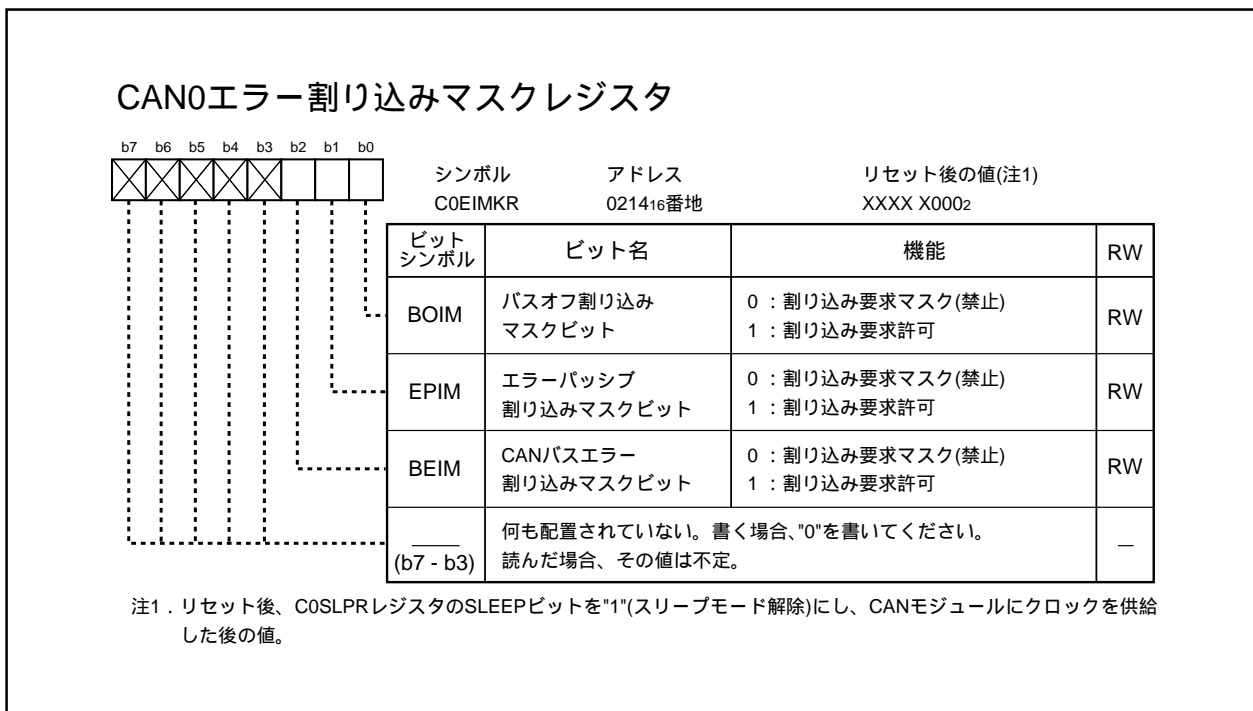 CAN0エラー割り込みマスクレジスタ
b7 b6 b5 b4 b3 b2 b1 b0
シンボル アドレス リセット後の値(注1)
C0EIMKR 021416番地 XXXX X0002
ビット
シンボル ビット名 機能 RW
BOIM バスオフ割り込み
マスクビット 0 : 割り込み要求マスク(禁止)
1 : 割り込み要求許可 RW
EPIM エラーパッシブ
割り込みマスクビット 0 : 割り込み要求マスク(禁止)
1 : 割り込み要求許可 RW
BEIM CANバスエラー
割り込みマスクビット 0 : 割り込み要求マスク(禁止)
1 : 割り込み要求許可 RW
(b7 - b3) 何も配置されていない。書く場合、"0"を書いてください。
読んだ場合、その値は不定。 —
注1．リセット後、C0SLPRレジスタのSLEEPビットを"1"(スリープモード解除)にし、CANモジュールにクロックを供給
した後の値。